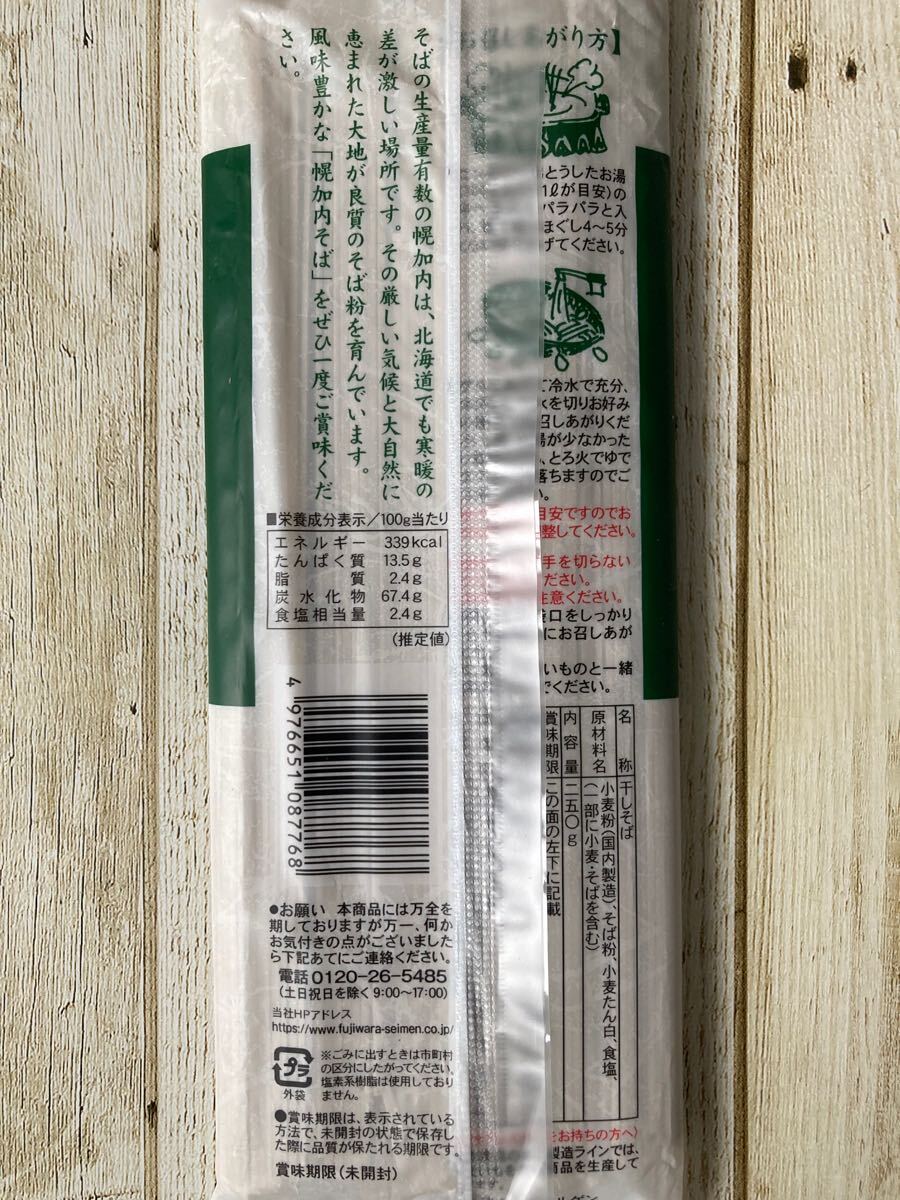 そばの生産量有数の幌加内は、北海道でも寒暖の
差が激しい場所です。その厳しい気候と大自然に
恵まれた大地が良質のそば粉を育んでいます。
風味豊かな「幌加内そば」をぜひ一度ご賞味くだ
さい。
■栄養成分表示／100g当たり
エネルギー 339kcal
たんぱく質 13.5g
脂質 2.4g
炭水化物 67.4g
食塩相当量 2.4g
(推定値)
4 976651 087768
●お願い 本商品には万全を
期しておりますが万一、何か
お気付きの点がございました
ら下記あてにご連絡ください。
電話 0120-26-5485
(土日祝日を除く 9:00〜17:00)
当社HPアドレス
https://www.fujiwara-seimen.co.jp/
プラ
外袋
※ごみに出すときは市町村
の区分にしたがってください。
塩素系樹脂は使用しており
ません。
●賞味期限は、表示されている
方法で、未開封の状態で保存し
た際に品質が保たれる期限です。
賞味期限(未開封)
がり方】
とうしたお湯
1ℓが目安)の
パラパラと入
ほぐし4〜5分
げてください。
て冷水で充分、
水を切りお好み
召しあがりくだ
湯が少なかった
、とろ火でゆで
落ちますのでご
い。
目安ですのでお
整してください。
手を切らない
ださい。
注意ください。
口をしっかり
にお召しあが
いものと一緒
でください。
名称 干しそば
原材料名 小麦粉(国内製造)、そば粉、小麦たん白、食塩、
(一部に小麦・そばを含む)
内容量 二五〇g
賞味期限 この面の左下に記載
をお持ちの方へ〉
製造ラインでは、
商品を生産して